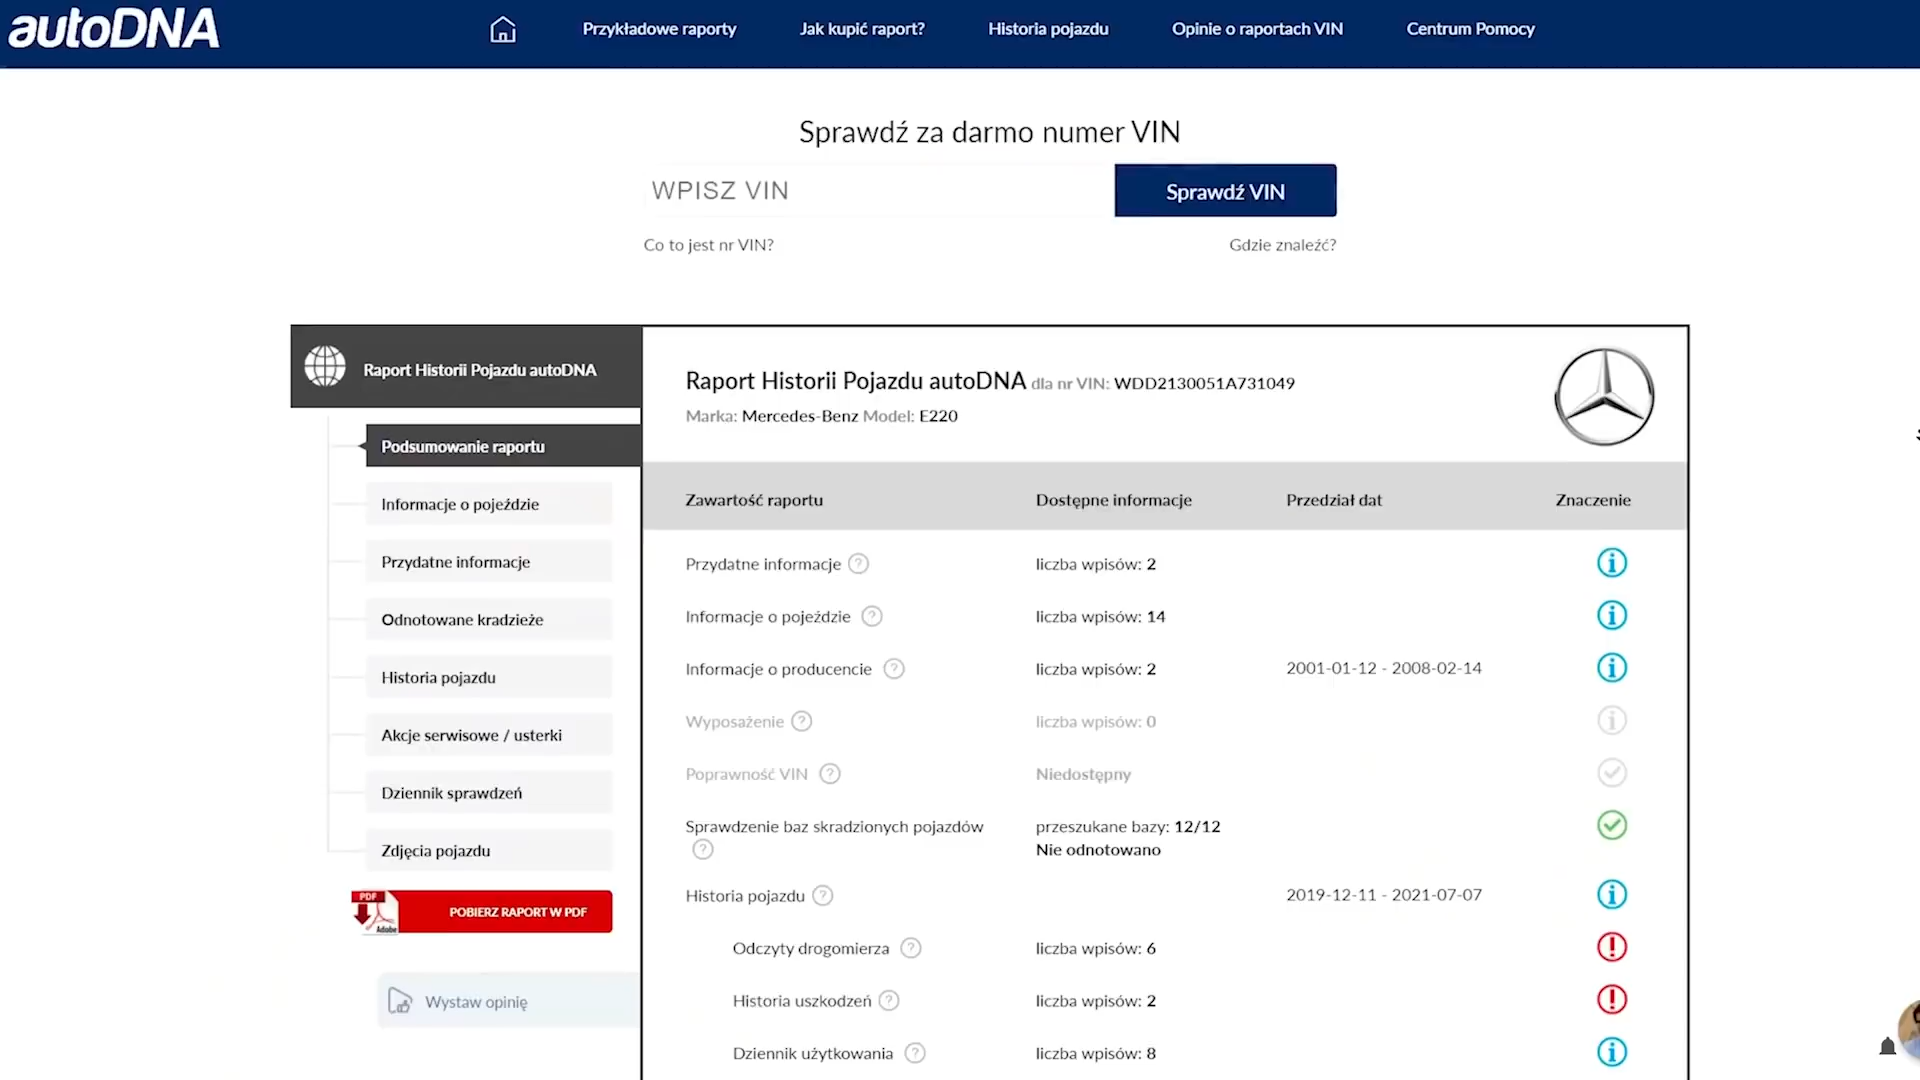 autoDNA
Przykładowe raporty
Jak kupić raport?
Historia pojazdu
Opinie o raportach VIN
Centrum Pomocy
Sprawdź za darmo numer VIN
WPISZ VIN
Sprawdź VIN
Co to jest nr VIN?
Gdzie znaleźć?
Raport Historii Pojazdu autoDNA
Podsumowanie raportu
Informacje o pojeździe
Przydatne informacje
Odnotowane kradzieże
Historia pojazdu
Akcje serwisowe / usterki
Dziennik sprawdzeń
Zdjęcia pojazdu
PDF
Adobe
POBIERZ RAPORT W PDF
Wystaw opinię
Raport Historii Pojazdu autoDNA dla nr VIN: WDD2130051A731049
Marka: Mercedes-Benz Model: E220
Zawartość raportu Dostępne informacje Przedział dat Znaczenie
Przydatne informacje ? liczba wpisów: 2
Informacje o pojeździe ? liczba wpisów: 14
Informacje o producencie ? liczba wpisów: 2 2001-01-12 - 2008-02-14
Wyposażenie ? liczba wpisów: 0
Poprawność VIN ? Niedostępny
Sprawdzenie baz skradzionych pojazdów przeszukane bazy: 12/12
? Nie odnotowano
Historia pojazdu ? 2019-12-11 - 2021-07-07
Odczyty drogomierza ? liczba wpisów: 6
Historia uszkodzeń ? liczba wpisów: 2
Dziennik użytkowania ? liczba wpisów: 8